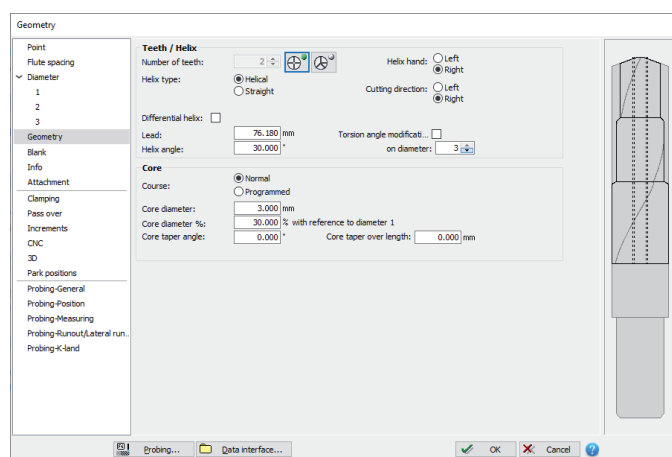 Geometry
Point
Flute spacing
Diameter
1
2
3
Geometry
Blank
Info
Attachment
Clamping
Pass over
Increments
CNC
3D
Park positions
Probing-General
Probing-Position
Probing-Measuring
Probing-Runout/Lateral run...
Probing-K-land
Teeth / Helix
Number of teeth: 2
Helix hand: Left
Right
Helix type: Helical
Straight
Cutting direction: Left
Right
Differential helix:
Lead: 76.180 mm Torsion angle modificati...
Helix angle: 30.000 ° on diameter: 3
Core
Course: Normal
Programmed
Core diameter: 3.000 mm
Core diameter %: 30.000 % with reference to diameter 1
Core taper angle: 0.000 ° Core taper over length: 0.000 mm
Probing... Data interface... OK Cancel ?